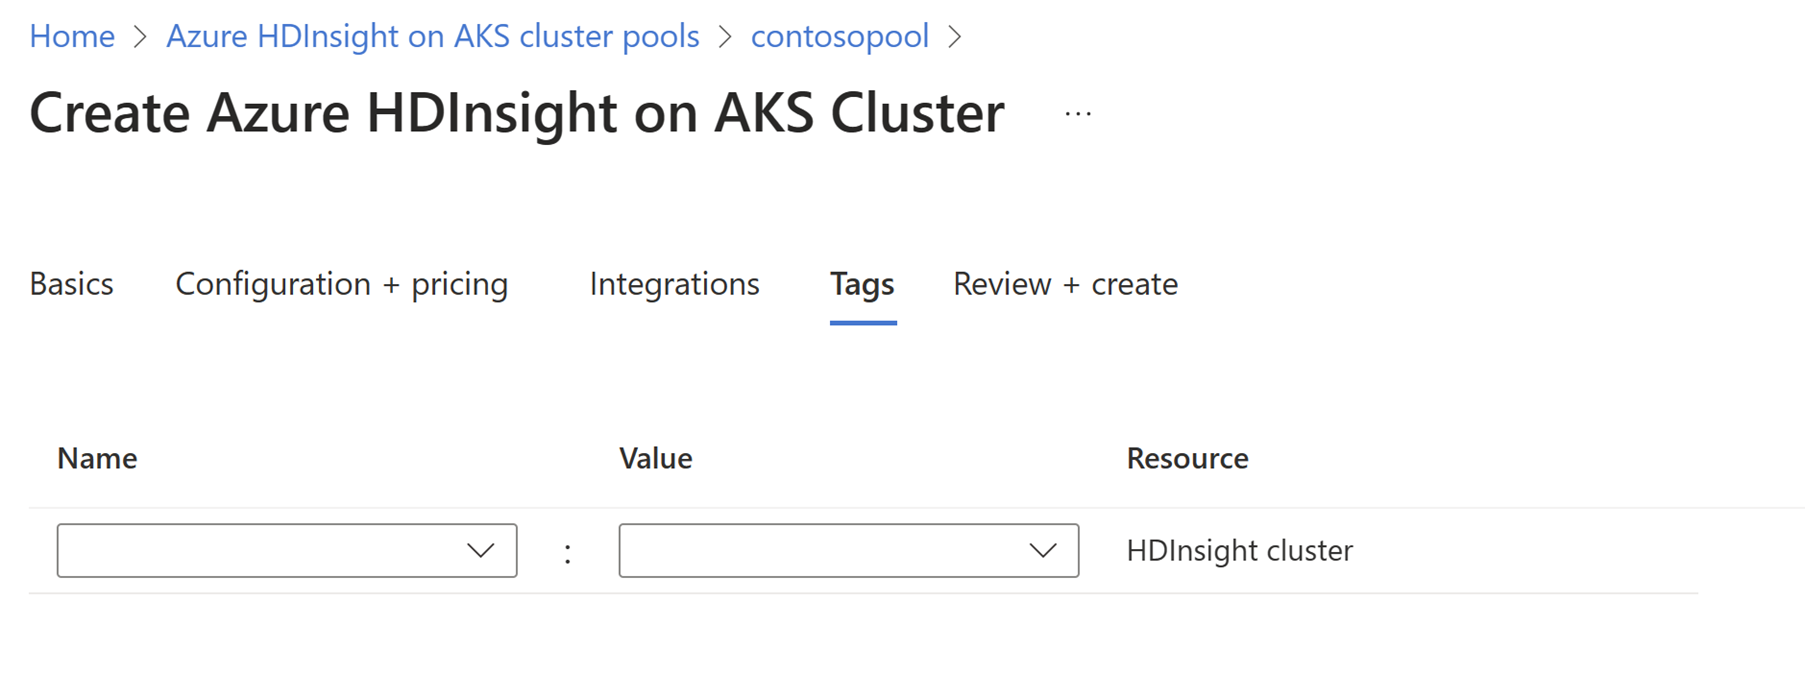 Home > Azure HDInsight on AKS cluster pools > contosopool >
Create Azure HDInsight on AKS Cluster ...
Basics Configuration + pricing Integrations Tags Review + create
Name Value Resource
: HDInsight cluster